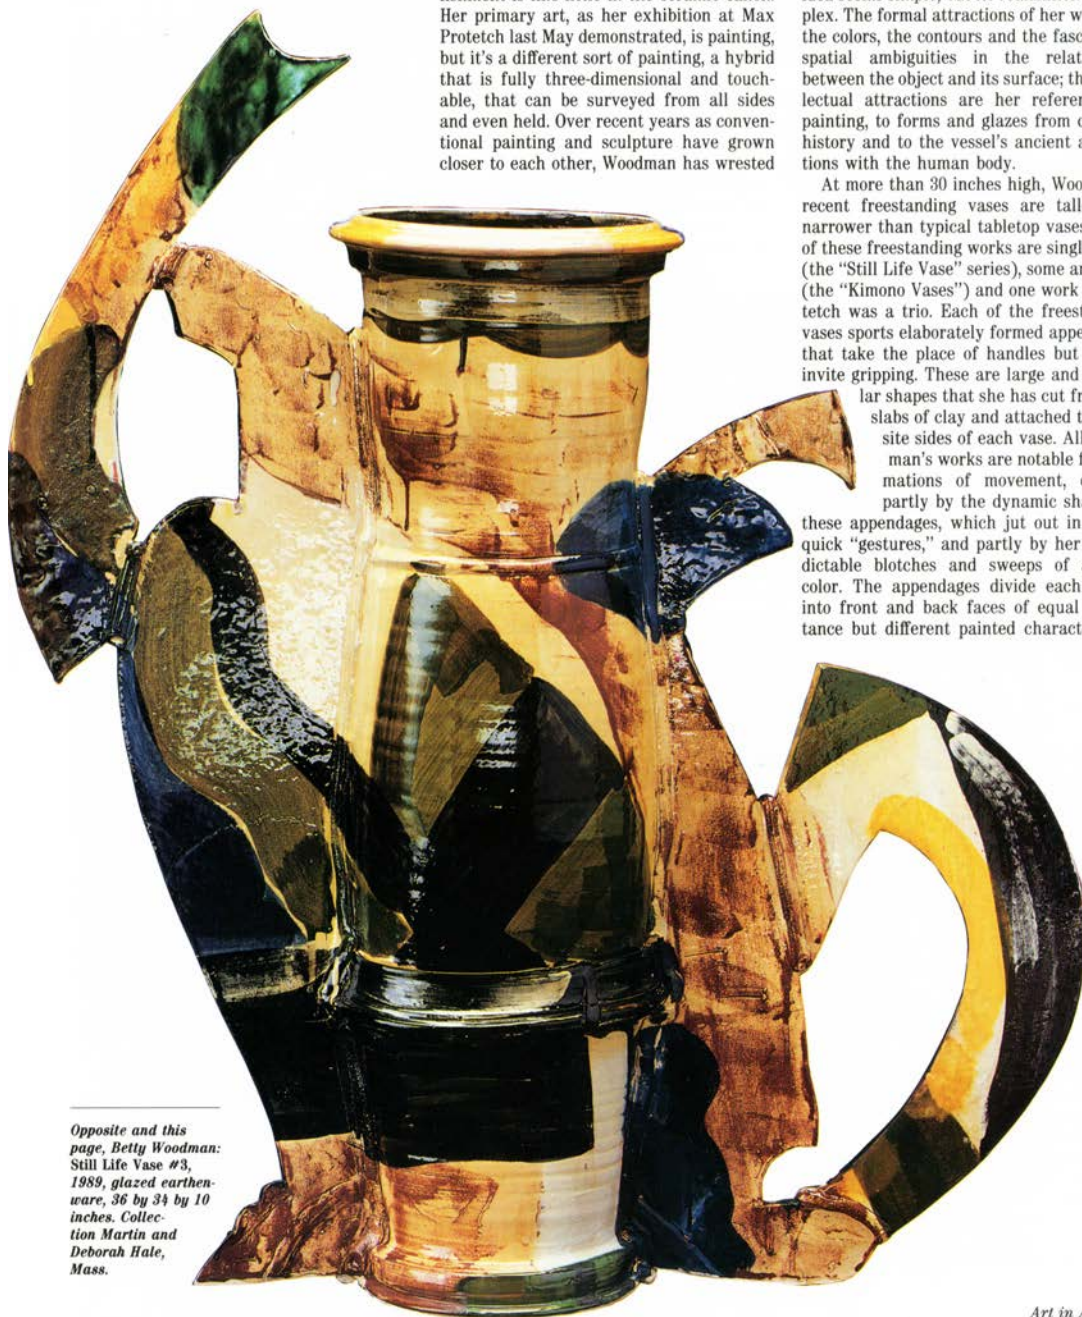 Her primary art, as her exhibition at Max
Protetch last May demonstrated, is painting,
but it's a different sort of painting, a hybrid
that is fully three-dimensional and touch-
able, that can be surveyed from all sides
and even held. Over recent years as conven-
tional painting and sculpture have grown
closer to each other, Woodman has wrested
plex. The formal attractions of her w
the colors, the contours and the fasc
spatial ambiguities in the relat
between the object and its surface; th
lectual attractions are her referen
painting, to forms and glazes from c
history and to the vessel's ancient a
tions with the human body.
At more than 30 inches high, Woo
recent freestanding vases are tall
narrower than typical tabletop vases
of these freestanding works are singl
(the "Still Life Vase" series), some ar
(the "Kimono Vases") and one work
tetch was a trio. Each of the freest
vases sports elaborately formed appe
that take the place of handles but
invite gripping. These are large and
lar shapes that she has cut fr
slabs of clay and attached t
site sides of each vase. All
man's works are notable f
mations of movement, c
partly by the dynamic sh
these appendages, which jut out in
quick "gestures," and partly by her
dictable blotches and sweeps of
color. The appendages divide each
into front and back faces of equal
tance but different painted charact
Opposite and this
page, Betty Woodman:
Still Life Vase #3,
1989, glazed earthen-
ware, 36 by 34 by 10
inches. Collec-
tion Martin and
Deborah Hale,
Mass.
Art in